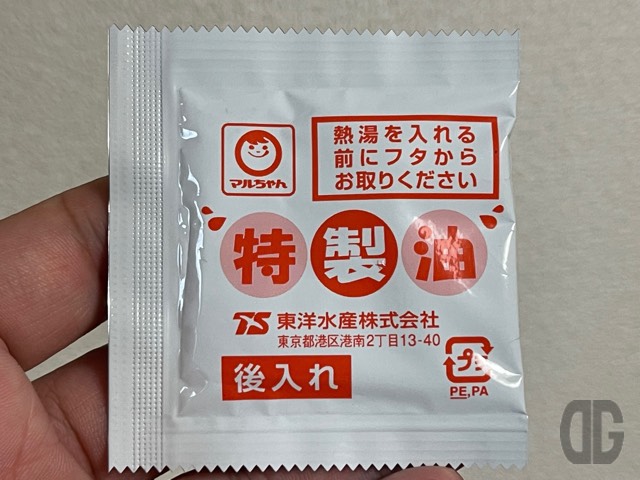 マルちゃん
熱湯を入れる
前にフタから
お取りください
特製油
TS 東洋水産株式会社
東京都港区港南2丁目13-40
後入れ
プラ
PE,PA
DG